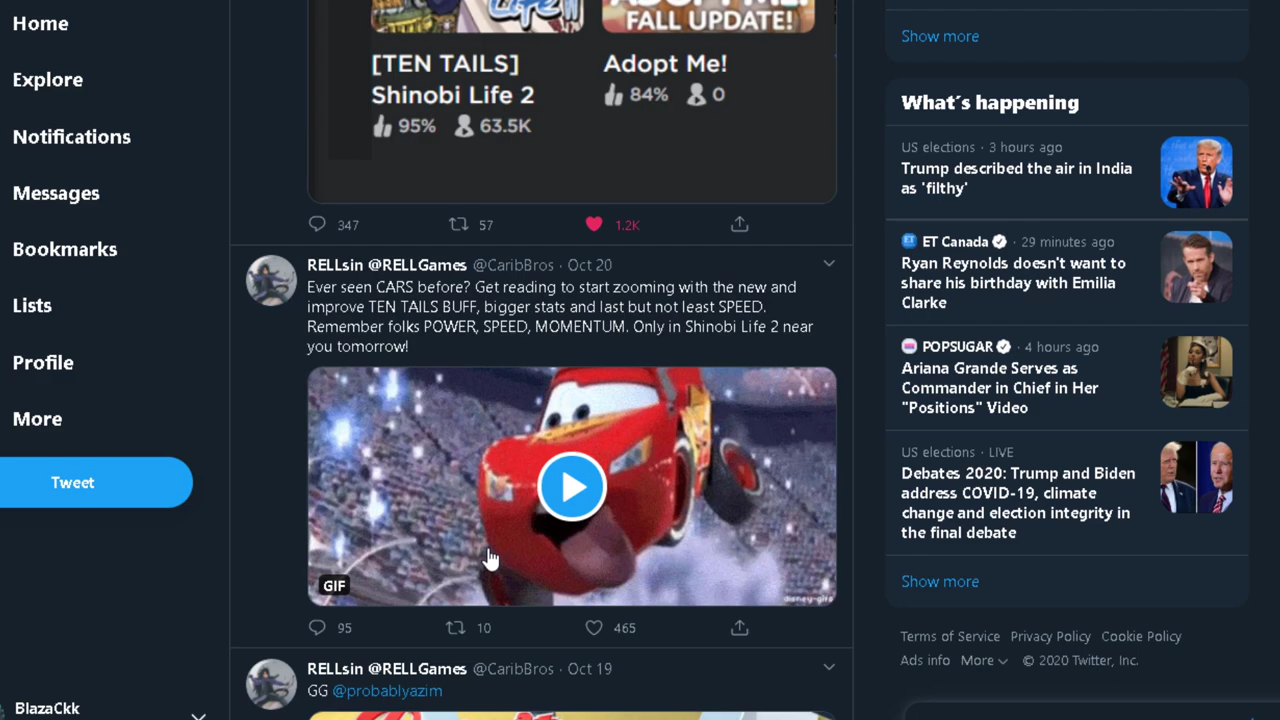 Home
Explore
Notifications
Messages
Bookmarks
Lists
Profile
More
Tweet
BlazaCkk
FALL UPDATE!
[TEN TAILS]
Shinobi Life 2
95% 63.5K
Adopt Me!
84% 0
347 57 1.2K
RELLsin @RELLGames @CaribBros · Oct 20
Ever seen CARS before? Get reading to start zooming with the new and
improve TEN TAILS BUFF, bigger stats and last but not least SPEED.
Remember folks POWER, SPEED, MOMENTUM. Only in Shinobi Life 2 near
you tomorrow!
GIF
disney-gifs
95 10 465
RELLsin @RELLGames @CaribBros · Oct 19
GG @probablyazim
Show more
What's happening
US elections · 3 hours ago
Trump described the air in India
as 'filthy'
ET Canada · 29 minutes ago
Ryan Reynolds doesn't want to
share his birthday with Emilia
Clarke
POPSUGAR · 4 hours ago
Ariana Grande Serves as
Commander in Chief in Her
"Positions" Video
US elections · LIVE
Debates 2020: Trump and Biden
address COVID-19, climate
change and election integrity in
the final debate
Show more
Terms of Service Privacy Policy Cookie Policy
Ads info More © 2020 Twitter, Inc.